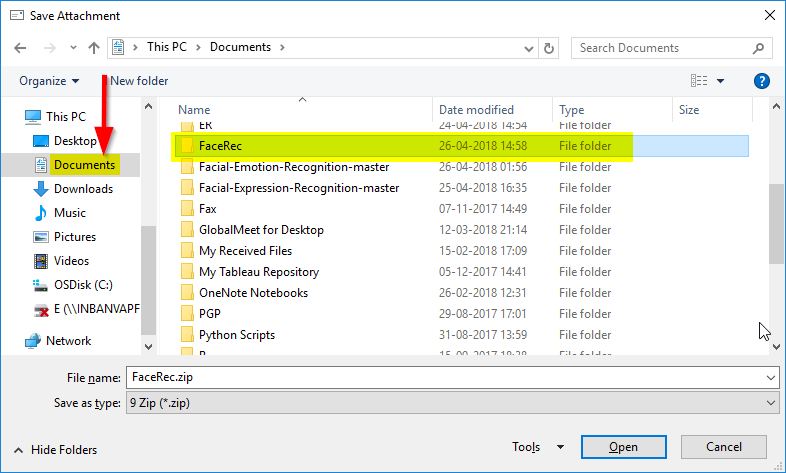 Save Attachment
This PC > Documents >
Search Documents
Organize
New folder
?
Name Date modified Type Size
This PC
Desktop
Documents
Downloads
Music
Pictures
Videos
OSDisk (C:)
E (\\INBANVAPF
Network
ER 24-04-2018 14:54 File folder
FaceRec 26-04-2018 14:58 File folder
Facial-Emotion-Recognition-master 26-04-2018 01:56 File folder
Facial-Expression-Recognition-master 25-04-2018 16:35 File folder
Fax 07-11-2017 14:49 File folder
GlobalMeet for Desktop 12-03-2018 21:14 File folder
My Received Files 15-02-2018 17:09 File folder
My Tableau Repository 05-12-2017 14:41 File folder
OneNote Notebooks 26-02-2018 12:31 File folder
PGP 29-08-2017 17:01 File folder
Python Scripts 31-08-2017 13:59 File folder
File folder
File name: FaceRec.zip
Save as type: 9 Zip (*.zip)
Hide Folders
Tools
Open
Cancel